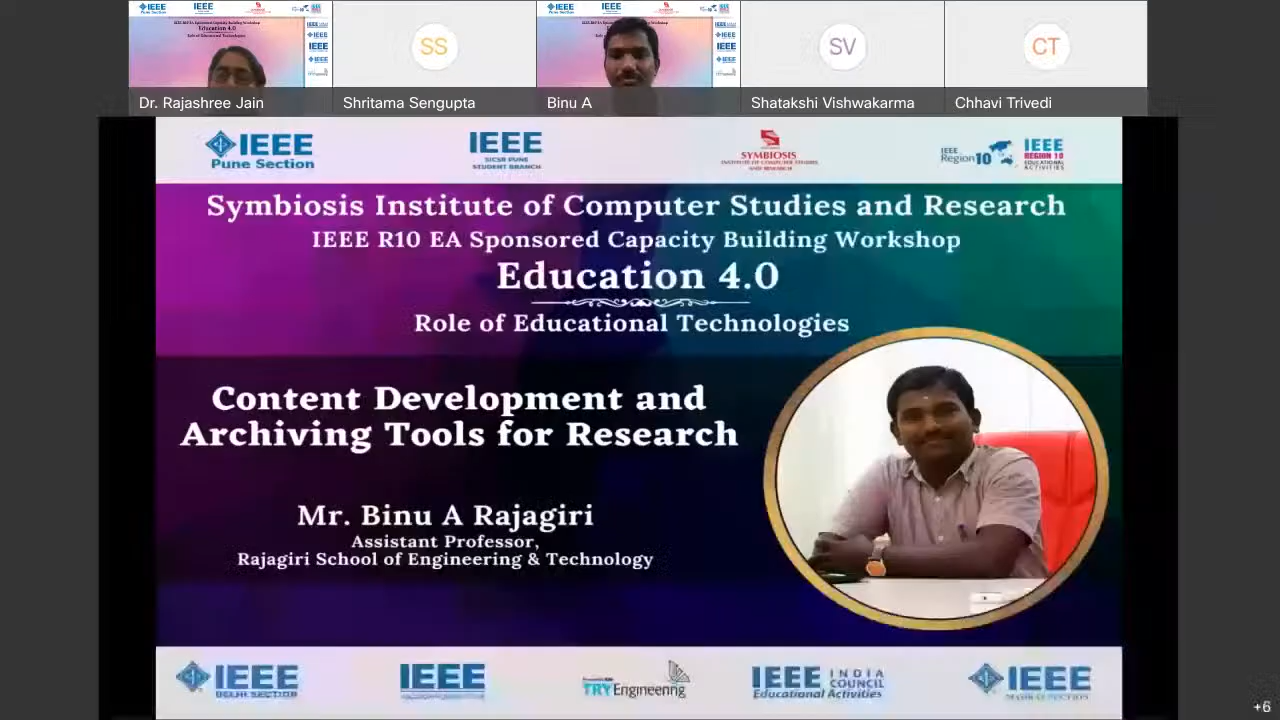 SS
SV
CT
Dr. Rajashree Jain
Shritama Sengupta
Binu A
Shatakshi Vishwakarma
Chhavi Trivedi
IEEE
Pune Section
IEEE
SICSR PUNE
STUDENT BRANCH
SYMBIOSIS
INSTITUTE OF COMPUTER STUDIES
AND RESEARCH
IEEE
Region 10
IEEE
REGION 10
EDUCATIONAL
ACTIVITIES
Symbiosis Institute of Computer Studies and Research
IEEE R10 EA Sponsored Capacity Building Workshop
Education 4.0
Role of Educational Technologies
Content Development and
Archiving Tools for Research
Mr. Binu A Rajagiri
Assistant Professor,
Rajagiri School of Engineering & Technology
IEEE
DELHI SECTION
IEEE
TRYEngineering
IEEE INDIA
COUNCIL
Educational Activities
IEEE
+6